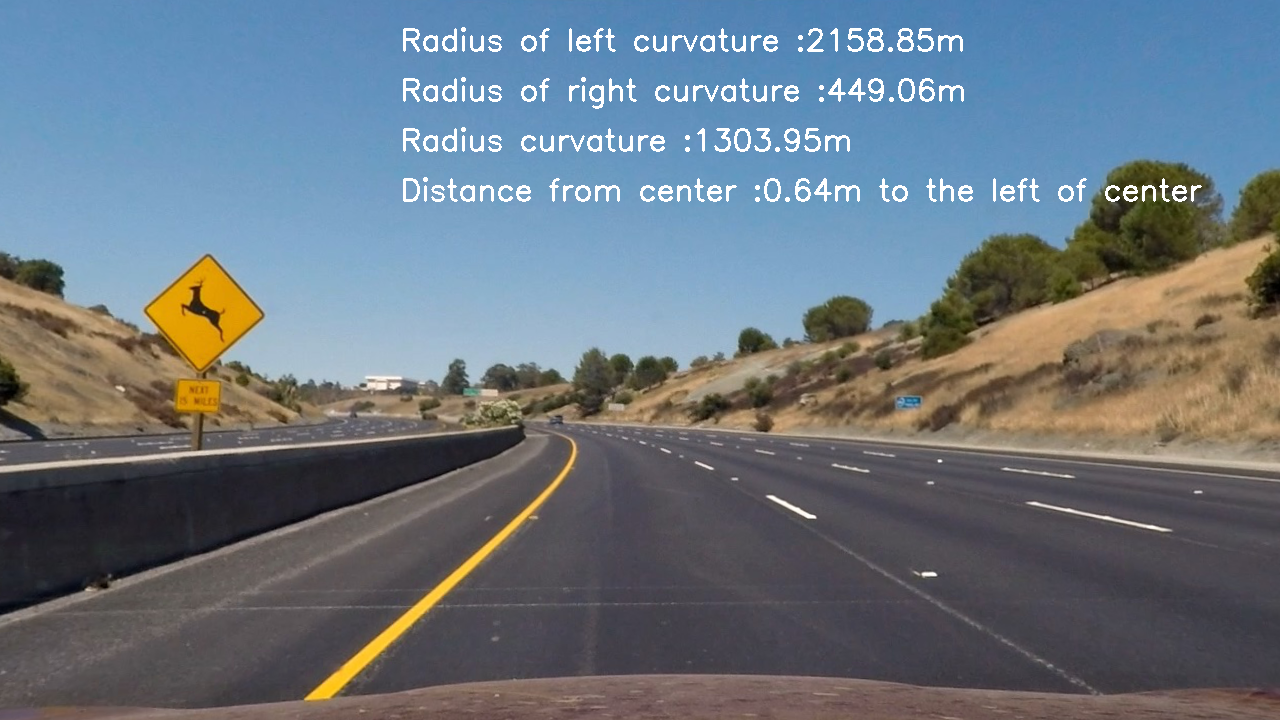 Radius of left curvature :2158.85m
Radius of right curvature :449.06m
Radius curvature :1303.95m
Distance from center :0.64m to the left of center
NEXT
15 MILES